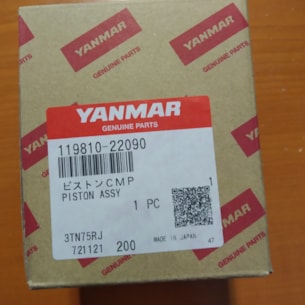 YANMAR
GENUINE PARTS
YANMAR
GENUINE PARTS
YANMAR
GENUINE PARTS
119810-22090
ピストンCMP
PISTON ASSY
1
1 PC
3TN75RJ
MADE IN JAPAN
47
721121 200